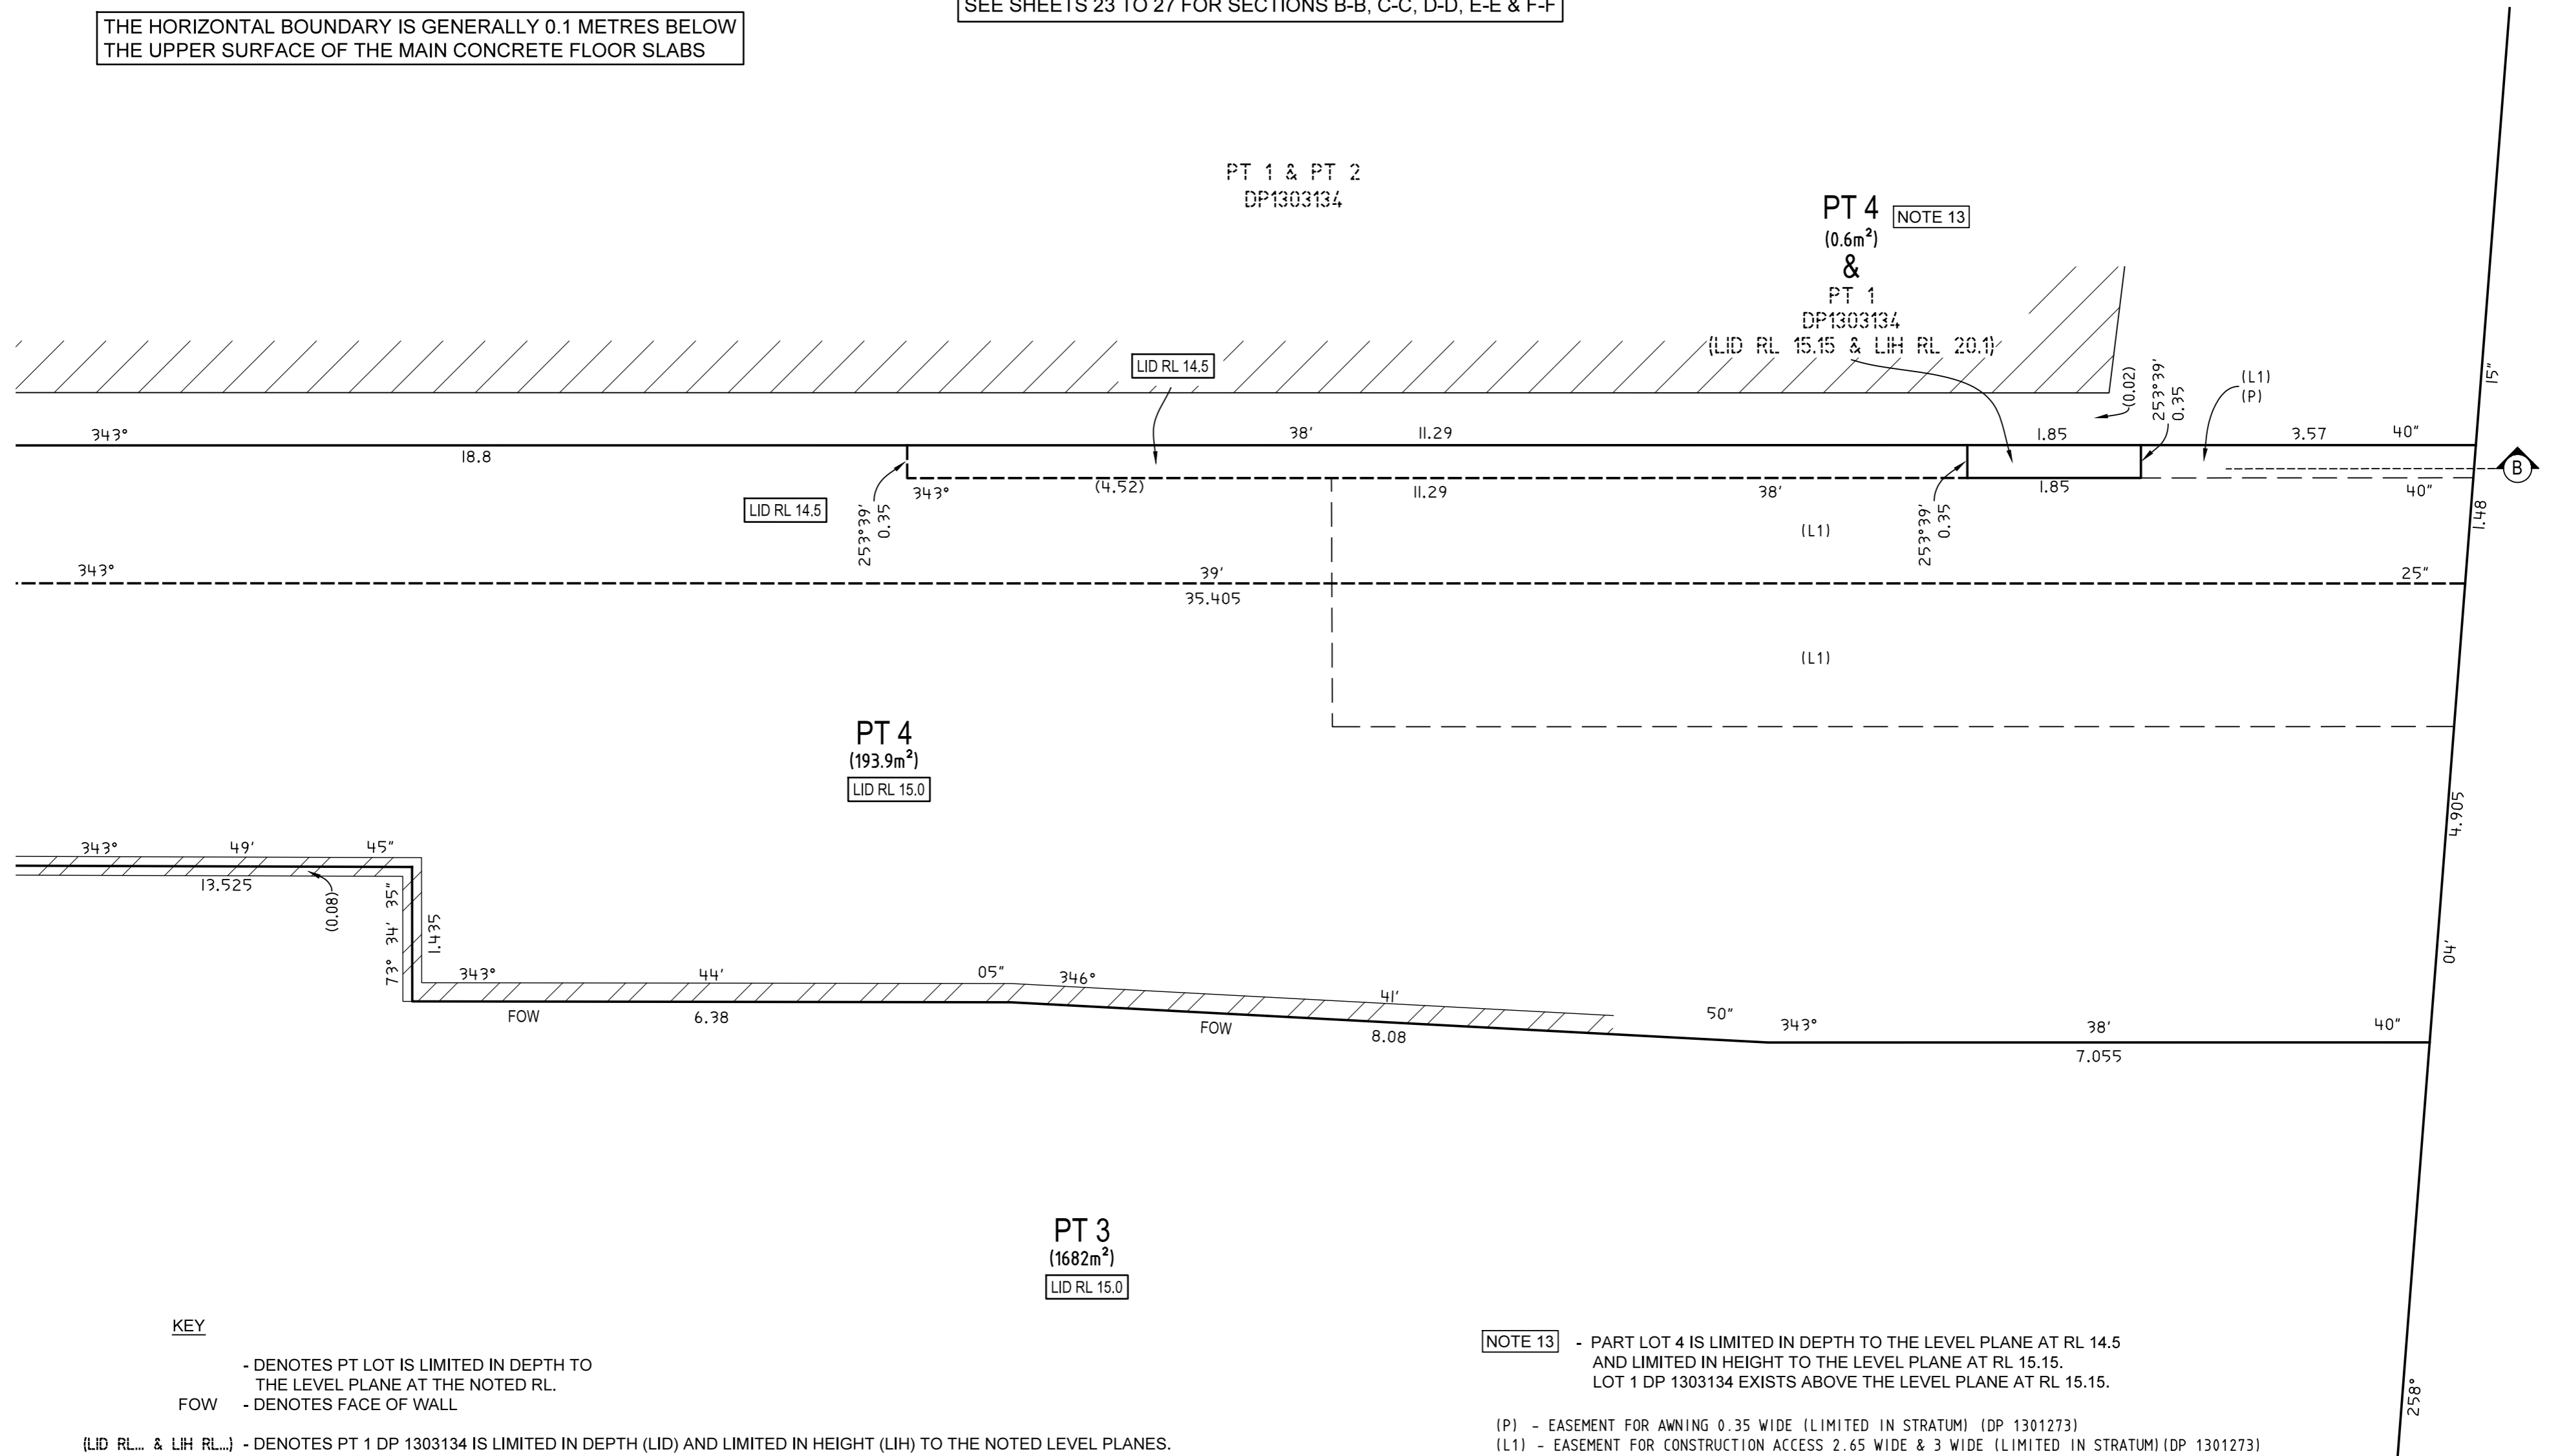 THE HORIZONTAL BOUNDARY IS GENERALLY 0.1 METRES BELOW
THE UPPER SURFACE OF THE MAIN CONCRETE FLOOR SLABS
SEE SHEETS 23 TO 27 FOR SECTIONS B-B, C-C, D-D, E-E & F-F
PT 1 & PT 2
DP1303134
PT 4 NOTE 13
(0.6m²)
&
PT 1
DP1303134
(LID RL 15.15 & LIH RL 20.1)
LID RL 14.5
(0.02)
253°39'
0.35
(L1)
(P)
15"
343° 38' 11.29 1.85 3.57 40"
18.8
B
343° (4.52) 11.29 38' 1.85 40"
LID RL 14.5
253°39'
0.35
253°39'
0.35
(L1)
1.48
343° 39' 25"
35.405
(L1)
PT 4
(193.9m²)
LID RL 15.0
4.905
343° 49' 45"
13.525
(0.08)
73° 34' 35"
1.435
04'
343° 44' 05" 346° 41' 50" 343° 38' 40"
FOW 6.38 FOW 8.08 7.055
PT 3
(1682m²)
LID RL 15.0
258°
KEY
- DENOTES PT LOT IS LIMITED IN DEPTH TO
THE LEVEL PLANE AT THE NOTED RL.
FOW - DENOTES FACE OF WALL
(LID RL... & LIH RL...) - DENOTES PT 1 DP 1303134 IS LIMITED IN DEPTH (LID) AND LIMITED IN HEIGHT (LIH) TO THE NOTED LEVEL PLANES.
NOTE 13 - PART LOT 4 IS LIMITED IN DEPTH TO THE LEVEL PLANE AT RL 14.5
AND LIMITED IN HEIGHT TO THE LEVEL PLANE AT RL 15.15.
LOT 1 DP 1303134 EXISTS ABOVE THE LEVEL PLANE AT RL 15.15.
(P) - EASEMENT FOR AWNING 0.35 WIDE (LIMITED IN STRATUM) (DP 1301273)
(L1) - EASEMENT FOR CONSTRUCTION ACCESS 2.65 WIDE & 3 WIDE (LIMITED IN STRATUM)(DP 1301273)